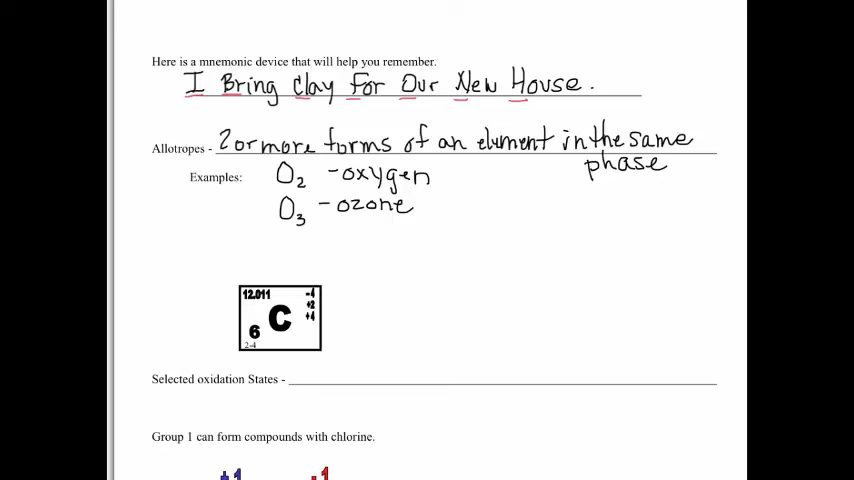 Here is a mnemonic device that will help you remember.
I Bring Clay For Our New House.
Allotropes - 2 or more forms of an element in the same
phase
Examples: O2 - oxygen
O3 - ozone
12.011 -4
+2
C +4
6
2-4
Selected oxidation States -
Group 1 can form compounds with chlorine.
+1 -1